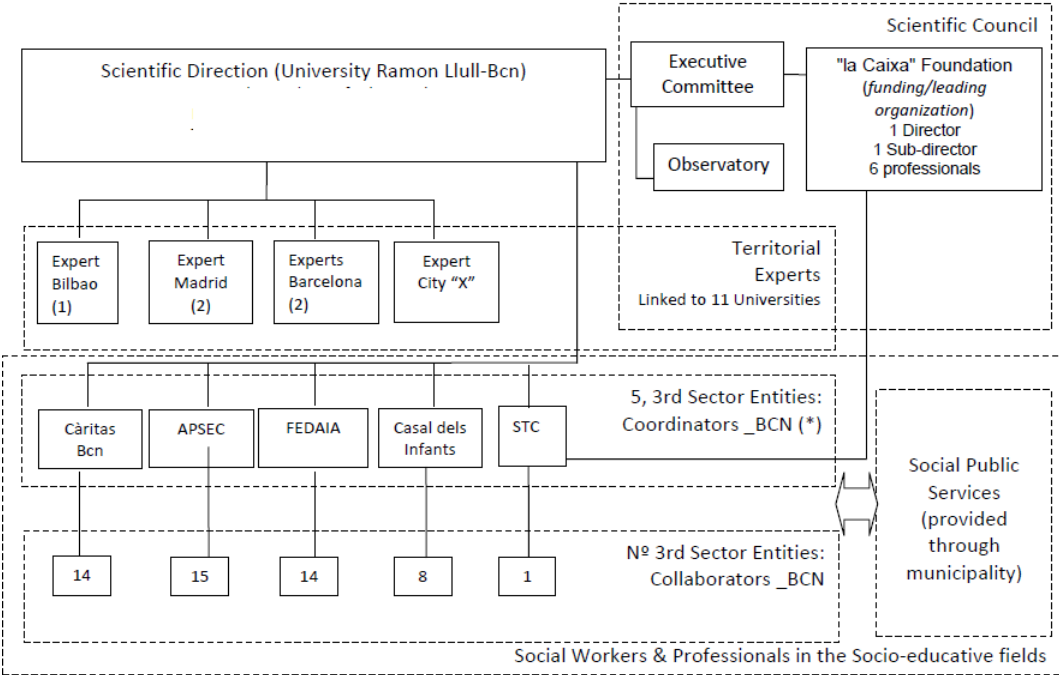 Scientific Council
Scientific Direction (University Ramon Llull-Bcn)
Executive
Committee
"la Caixa" Foundation
(funding/leading
organization)
1 Director
1 Sub-director
6 professionals
Observatory
Expert
Bilbao
(1)
Expert
Madrid
(2)
Experts
Barcelona
(2)
Expert
City “X”
Territorial
Experts
Linked to 11 Universities
Càritas
Bcn
APSEC
FEDAIA
Casal dels
Infants
STC
5, 3rd Sector Entities:
Coordinators _BCN (*)
Social Public
Services
(provided
through
municipality)
14
15
14
8
1
Nº 3rd Sector Entities:
Collaborators _BCN
Social Workers & Professionals in the Socio-educative fields